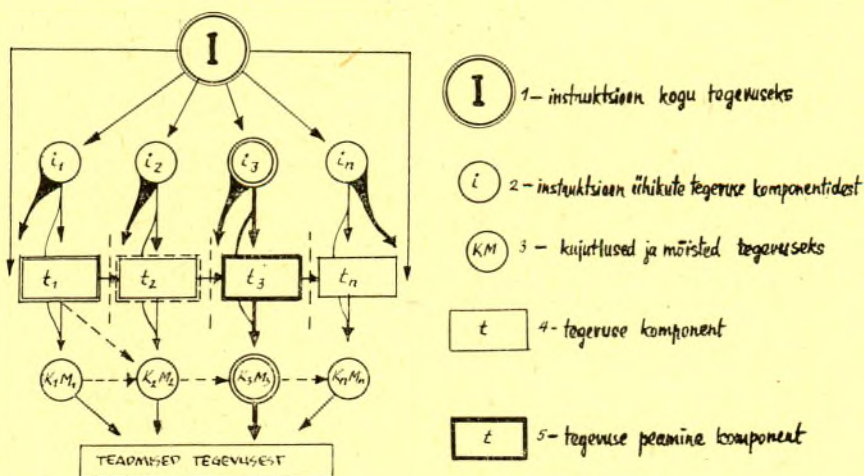 I
i₁ i₂ i₃ iₙ
t₁ t₂ t₃ tₙ
K₁M₁ K₂M₂ K₃M₃ KₙMₙ
TEADMISED TEGEVUSEST
I 1 – instruktsioon kogu tegevuseks
i 2 – instruktsioon ühikute tegevuse komponentidest
KM 3 – kujutlused ja mõisted tegevuseks
t 4 – tegevuse komponent
t 5 – tegevuse peamine komponent